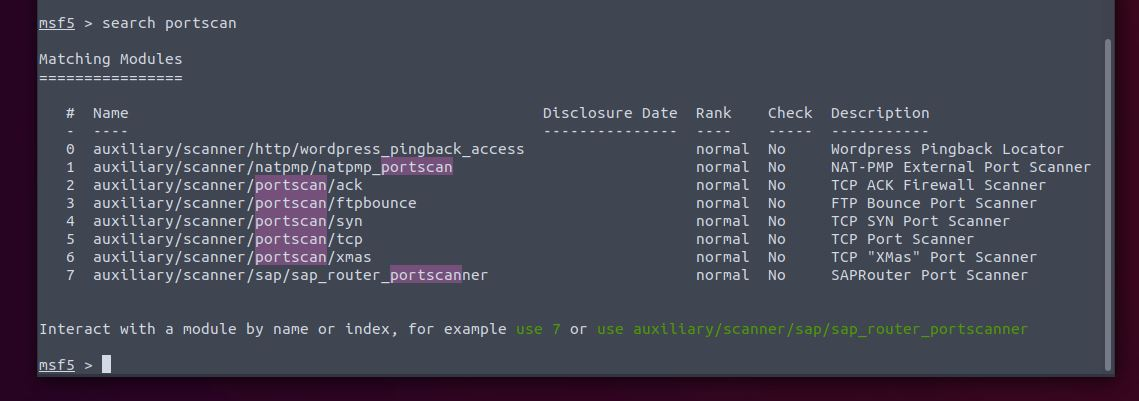 msf5 > search portscan
Matching Modules
================
#  Name                                              Disclosure Date  Rank    Check  Description
-  ----                                              ---------------  ----    -----  -----------
0  auxiliary/scanner/http/wordpress_pingback_access                   normal  No     Wordpress Pingback Locator
1  auxiliary/scanner/natpmp/natpmp_portscan                           normal  No     NAT-PMP External Port Scanner
2  auxiliary/scanner/portscan/ack                                     normal  No     TCP ACK Firewall Scanner
3  auxiliary/scanner/portscan/ftpbounce                               normal  No     FTP Bounce Port Scanner
4  auxiliary/scanner/portscan/syn                                     normal  No     TCP SYN Port Scanner
5  auxiliary/scanner/portscan/tcp                                     normal  No     TCP Port Scanner
6  auxiliary/scanner/portscan/xmas                                    normal  No     TCP "XMas" Port Scanner
7  auxiliary/scanner/sap/sap_router_portscanner                       normal  No     SAPRouter Port Scanner
Interact with a module by name or index, for example use 7 or use auxiliary/scanner/sap/sap_router_portscanner
msf5 >